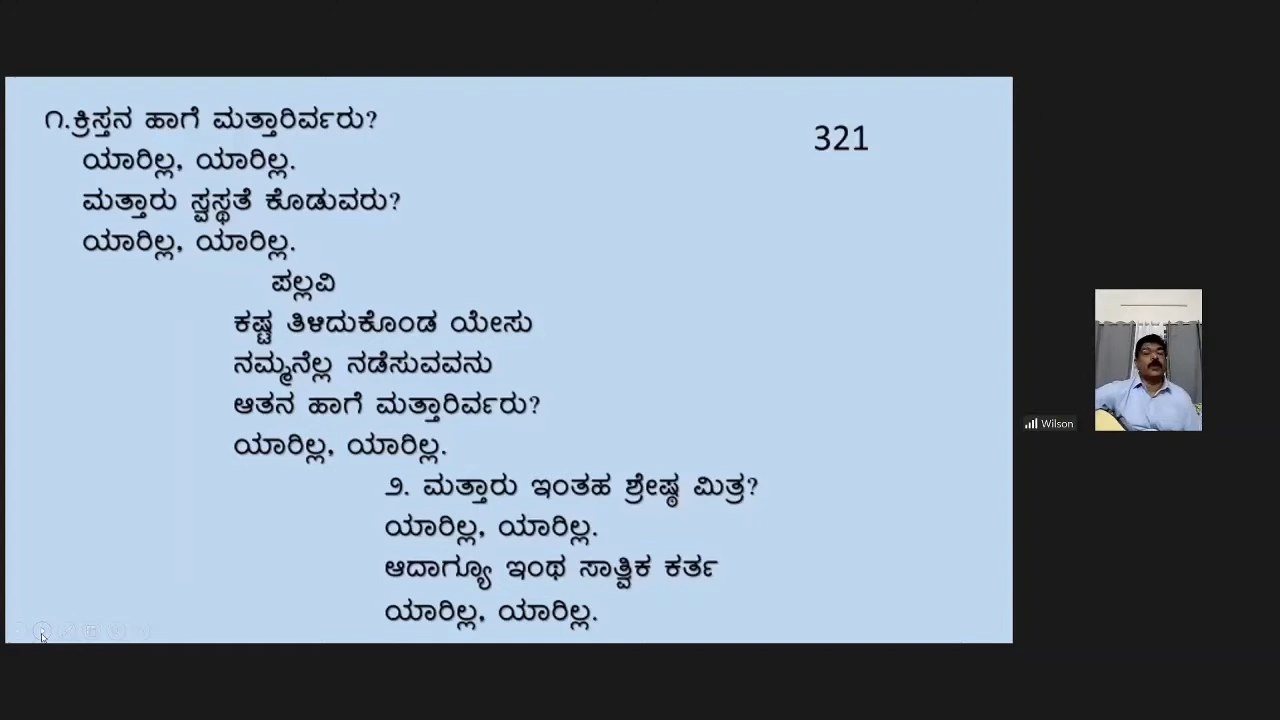 ೧.ಕ್ರಿಸ್ತನ ಹಾಗೆ ಮತ್ತಾರಿರ್ವರು?
321
ಯಾರಿಲ್ಲ, ಯಾರಿಲ್ಲ.
ಮತ್ತಾರು ಸ್ವಸ್ಥತೆ ಕೊಡುವರು?
ಯಾರಿಲ್ಲ, ಯಾರಿಲ್ಲ.
ಪಲ್ಲವಿ
ಕಷ್ಟ ತಿಳಿದುಕೊಂಡ ಯೇಸು
ನಮ್ಮನೆಲ್ಲ ನಡೆಸುವವನು
ಆತನ ಹಾಗೆ ಮತ್ತಾರಿರ್ವರು?
ಯಾರಿಲ್ಲ, ಯಾರಿಲ್ಲ.
೨. ಮತ್ತಾರು ಇಂತಹ ಶ್ರೇಷ್ಠ ಮಿತ್ರ?
ಯಾರಿಲ್ಲ, ಯಾರಿಲ್ಲ.
ಆದಾಗ್ಯೂ ಇಂಥ ಸಾತ್ವಿಕ ಕರ್ತ
ಯಾರಿಲ್ಲ, ಯಾರಿಲ್ಲ.
Wilson